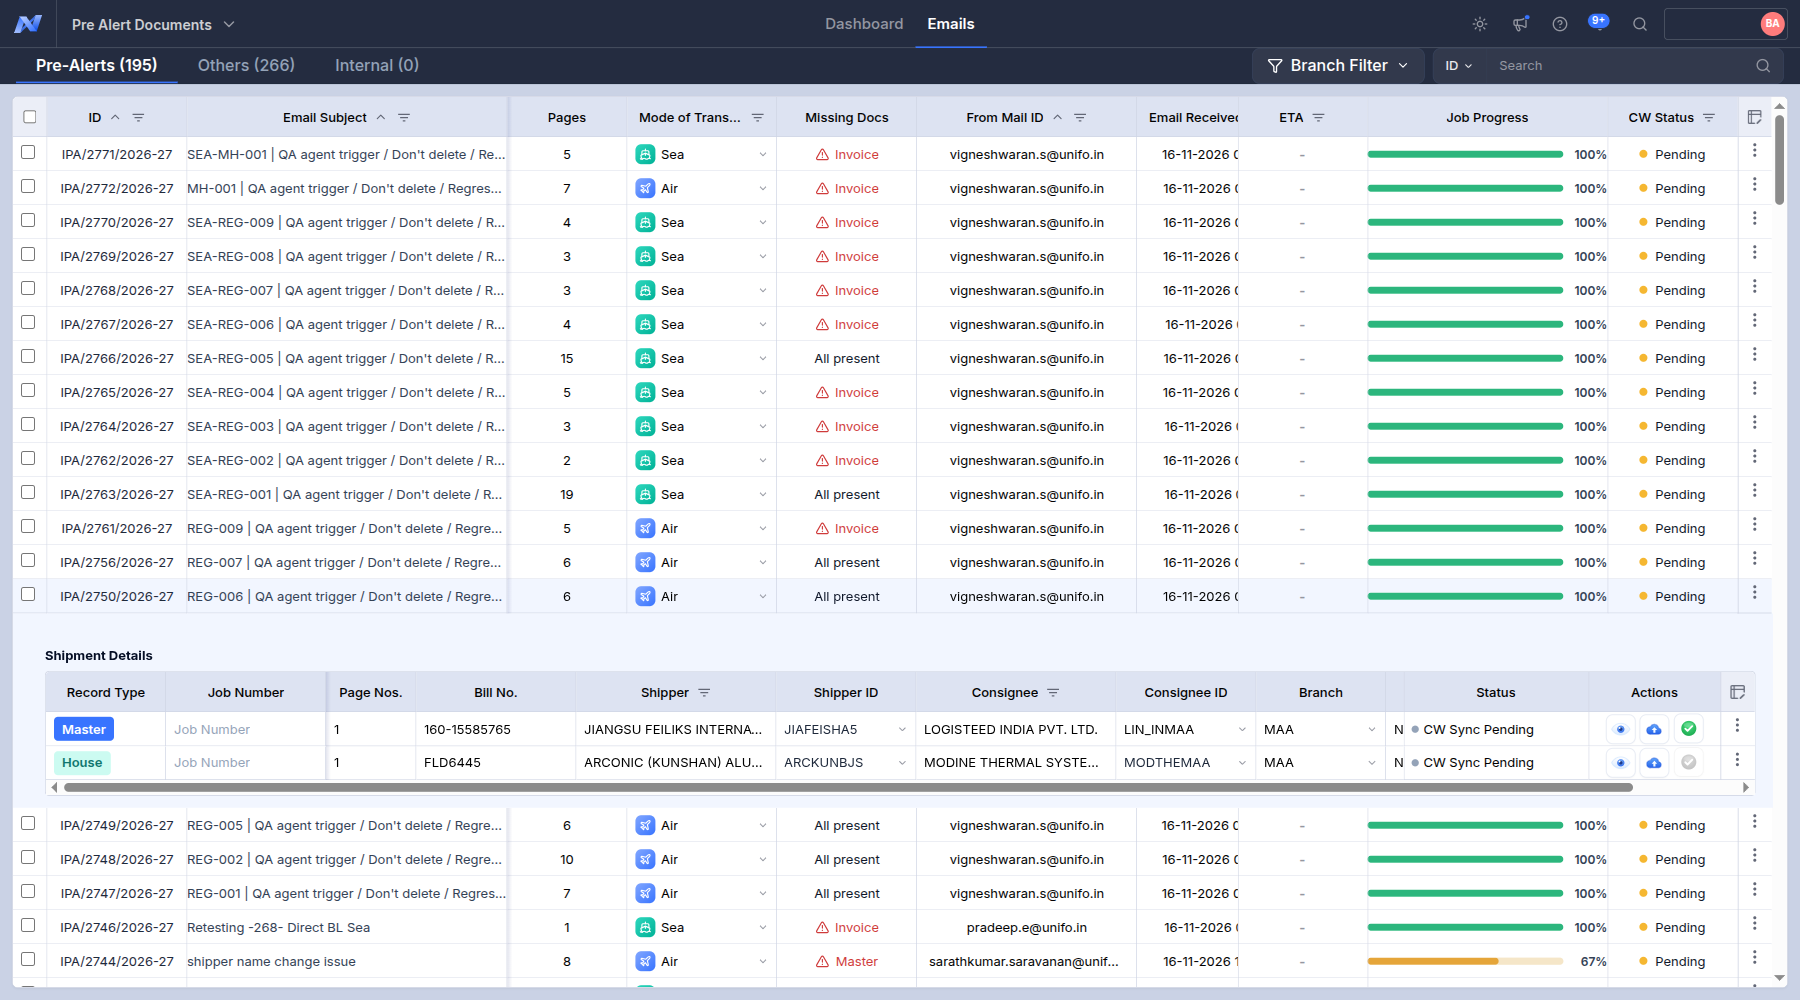 Pre Alert Documents
Dashboard
Emails
9+
BA
Pre-Alerts (195)
Others (266)
Internal (0)
Branch Filter
ID
Search
ID Email Subject Pages Mode of Trans... Missing Docs From Mail ID Email Received ETA Job Progress CW Status
IPA/2771/2026-27 SEA-MH-001 | QA agent trigger / Don't delete / Re... 5 Sea Invoice vigneshwaran.s@unifo.in 16-11-2026 0 - 100% Pending
IPA/2772/2026-27 MH-001 | QA agent trigger / Don't delete / Regres... 7 Air Invoice vigneshwaran.s@unifo.in 16-11-2026 0 - 100% Pending
IPA/2770/2026-27 SEA-REG-009 | QA agent trigger / Don't delete / R... 4 Sea Invoice vigneshwaran.s@unifo.in 16-11-2026 0 - 100% Pending
IPA/2769/2026-27 SEA-REG-008 | QA agent trigger / Don't delete / R... 3 Sea Invoice vigneshwaran.s@unifo.in 16-11-2026 0 - 100% Pending
IPA/2768/2026-27 SEA-REG-007 | QA agent trigger / Don't delete / R... 3 Sea Invoice vigneshwaran.s@unifo.in 16-11-2026 0 - 100% Pending
IPA/2767/2026-27 SEA-REG-006 | QA agent trigger / Don't delete / R... 4 Sea Invoice vigneshwaran.s@unifo.in 16-11-2026 - 100% Pending
IPA/2766/2026-27 SEA-REG-005 | QA agent trigger / Don't delete / R... 15 Sea All present vigneshwaran.s@unifo.in 16-11-2026 - 100% Pending
IPA/2765/2026-27 SEA-REG-004 | QA agent trigger / Don't delete / R... 5 Sea Invoice vigneshwaran.s@unifo.in 16-11-2026 0 - 100% Pending
IPA/2764/2026-27 SEA-REG-003 | QA agent trigger / Don't delete / R... 3 Sea Invoice vigneshwaran.s@unifo.in 16-11-2026 - 100% Pending
IPA/2762/2026-27 SEA-REG-002 | QA agent trigger / Don't delete / R... 2 Sea Invoice vigneshwaran.s@unifo.in 16-11-2026 0 - 100% Pending
IPA/2763/2026-27 SEA-REG-001 | QA agent trigger / Don't delete / R... 19 Sea All present vigneshwaran.s@unifo.in 16-11-2026 - 100% Pending
IPA/2761/2026-27 REG-009 | QA agent trigger / Don't delete / Regre... 5 Air Invoice vigneshwaran.s@unifo.in 16-11-2026 0 - 100% Pending
IPA/2756/2026-27 REG-007 | QA agent trigger / Don't delete / Regre... 6 Air All present vigneshwaran.s@unifo.in 16-11-2026 0 - 100% Pending
IPA/2750/2026-27 REG-006 | QA agent trigger / Don't delete / Regre... 6 Air All present vigneshwaran.s@unifo.in 16-11-2026 0 - 100% Pending
Shipment Details
Record Type Job Number Page Nos. Bill No. Shipper Shipper ID Consignee Consignee ID Branch Status Actions
Master Job Number 1 160-15585765 JIANGSU FEILIKS INTERNA... JIAFEISHA5 LOGISTEED INDIA PVT. LTD. LIN_INMAA MAA N CW Sync Pending
House Job Number 1 FLD6445 ARCONIC (KUNSHAN) ALU... ARCKUNBJS MODINE THERMAL SYSTE... MODTHEMAA MAA N CW Sync Pending
IPA/2749/2026-27 REG-005 | QA agent trigger / Don't delete / Regre... 6 Air All present vigneshwaran.s@unifo.in 16-11-2026 0 - 100% Pending
IPA/2748/2026-27 REG-002 | QA agent trigger / Don't delete / Regre... 10 Air All present vigneshwaran.s@unifo.in 16-11-2026 0 - 100% Pending
IPA/2747/2026-27 REG-001 | QA agent trigger / Don't delete / Regres... 7 Air All present vigneshwaran.s@unifo.in 16-11-2026 0 - 100% Pending
IPA/2746/2026-27 Retesting -268- Direct BL Sea 1 Sea Invoice pradeep.e@unifo.in 16-11-2026 - 100% Pending
IPA/2744/2026-27 shipper name change issue 8 Air Master sarathkumar.saravanan@unif... 16-11-2026 1 - 67% Pending